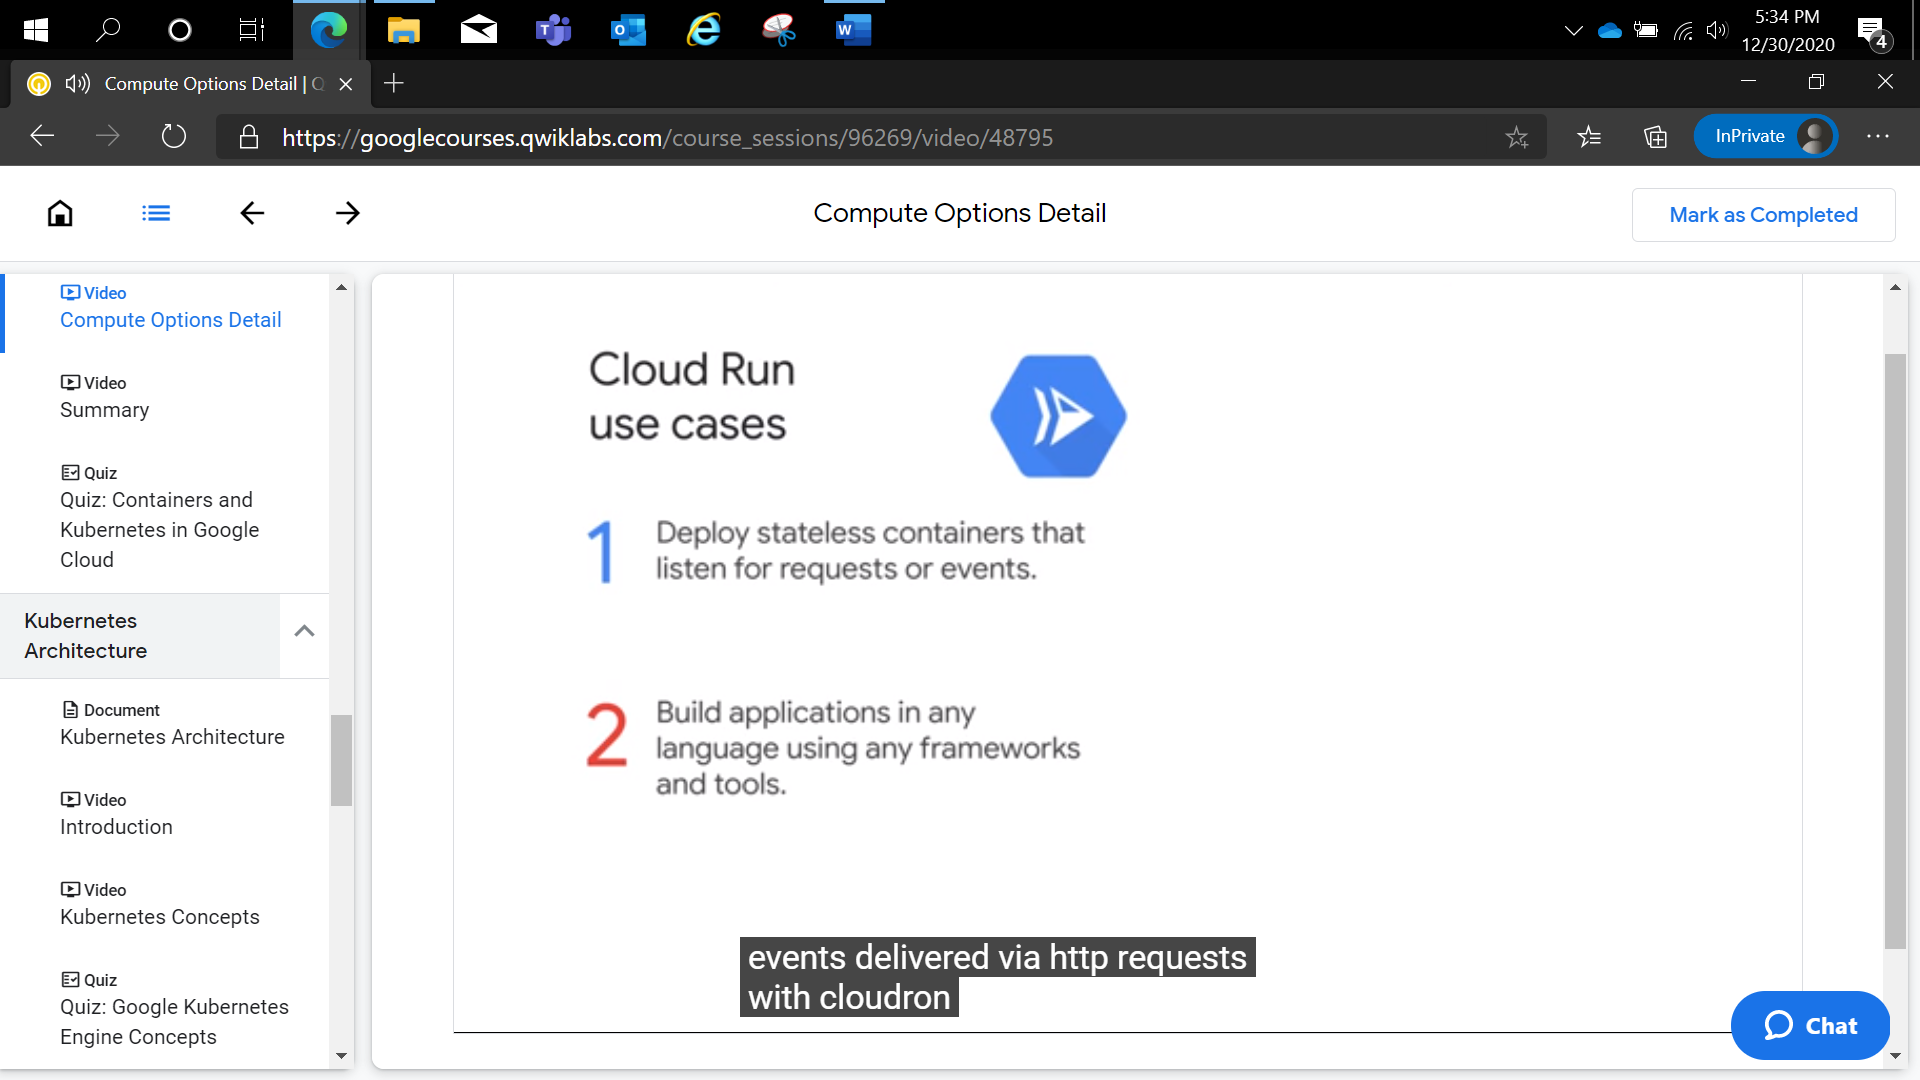 5:34 PM
12/30/2020
4
Compute Options Detail | Q
https://googlecourses.qwiklabs.com/course_sessions/96269/video/48795
InPrivate
Compute Options Detail
Mark as Completed
Video
Compute Options Detail
Video
Summary
Quiz
Quiz: Containers and
Kubernetes in Google
Cloud
Kubernetes
Architecture
Document
Kubernetes Architecture
Video
Introduction
Video
Kubernetes Concepts
Quiz
Quiz: Google Kubernetes
Engine Concepts
Cloud Run
use cases
1 Deploy stateless containers that
listen for requests or events.
2 Build applications in any
language using any frameworks
and tools.
events delivered via http requests
with cloudron
Chat